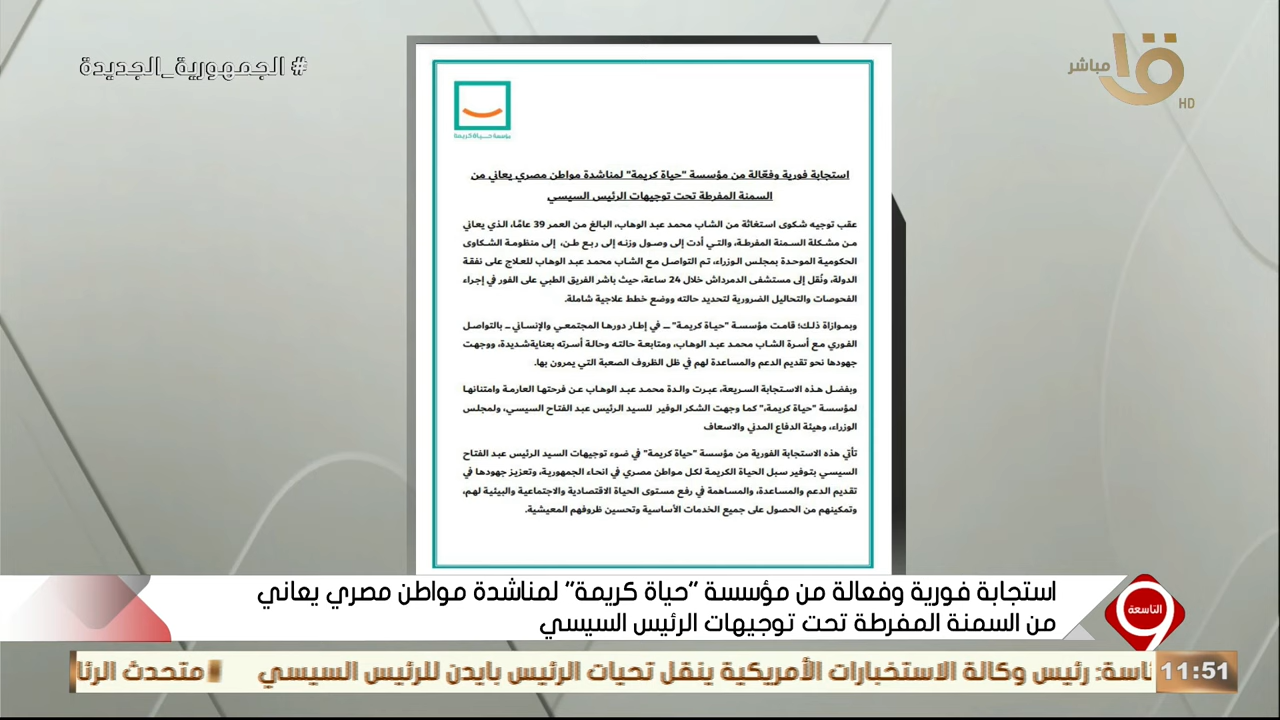 # الجمهورية_الجديدة
مباشر
HD
مؤسسة حياة كريمة
استجابة فورية وفعّالة من مؤسسة "حياة كريمة" لمناشدة مواطن مصري يعاني من
السمنة المفرطة تحت توجيهات الرئيس السيسي
عقب توجيه شكوى استغاثة من الشاب محمد عبد الوهاب، البالغ من العمر 39 عامًا، الذي يعاني
من مشكلة السمنة المفرطة، والتي أدت إلى وصول وزنه إلى ربع طن، إلى منظومة الشكاوى
الحكومية الموحدة بمجلس الوزراء، تم التواصل مع الشاب محمد عبد الوهاب للعلاج على نفقة
الدولة، ونُقل إلى مستشفى الدمرداش خلال 24 ساعة، حيث باشر الفريق الطبي على الفور في إجراء
الفحوصات والتحاليل الضرورية لتحديد حالته ووضع خطط علاجية شاملة.
وبموازاة ذلك؛ قامت مؤسسة "حياة كريمة" – في إطار دورها المجتمعي والإنساني – بالتواصل
الفوري مع أسرة الشاب محمد عبد الوهاب، ومتابعة حالته وحالة أسرته بعنايةشديدة، ووجهت
جهودها نحو تقديم الدعم والمساعدة لهم في ظل الظروف الصعبة التي يمرون بها.
وبفضل هذه الاستجابة السريعة، عبرت والدة محمد عبد الوهاب عن فرحتها العارمة وامتنانها
لمؤسسة "حياة كريمة،" كما وجهت الشكر الوفير للسيد الرئيس عبد الفتاح السيسي، ولمجلس
الوزراء، وهيئة الدفاع المدني والاسعاف
تأتي هذه الاستجابة الفورية من مؤسسة "حياة كريمة" في ضوء توجيهات السيد الرئيس عبد الفتاح
السيسي بتوفير سبل الحياة الكريمة لكل مواطن مصري في انحاء الجمهورية، وتعزيز جهودها في
تقديم الدعم والمساعدة، والمساهمة في رفع مستوى الحياة الاقتصادية والاجتماعية والبيئية لهم،
وتمكينهم من الحصول على جميع الخدمات الأساسية وتحسين ظروفهم المعيشية.
استجابة فورية وفعالة من مؤسسة "حياة كريمة" لمناشدة مواطن مصري يعاني
من السمنة المفرطة تحت توجيهات الرئيس السيسي
التاسعة
9
رئيس وكالة الاستخبارات الأمريكية ينقل تحيات الرئيس بايدن للرئيس السيسي
متحدث
11:51